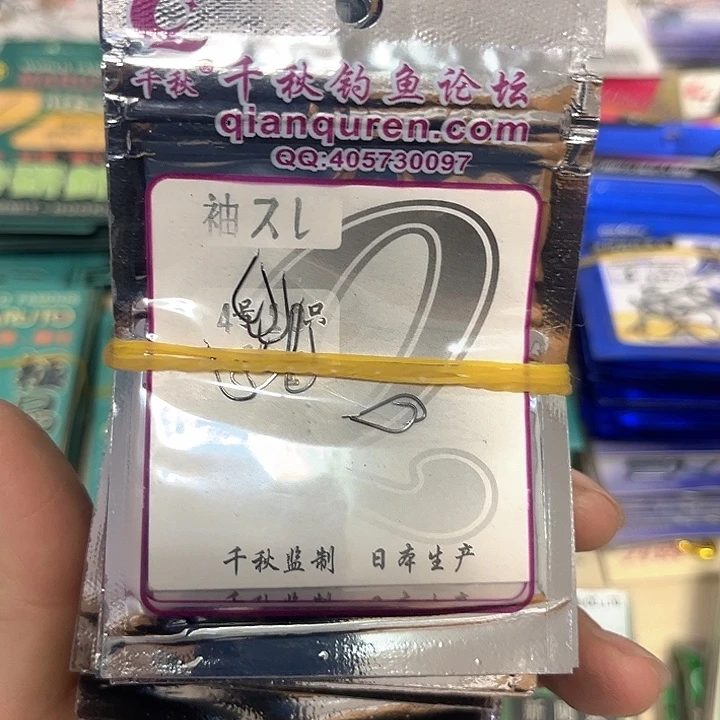 千秋® 千秋钓鱼论坛
qianquren.com
QQ:405730097
袖スレ
4号
千秋监制 日本生产